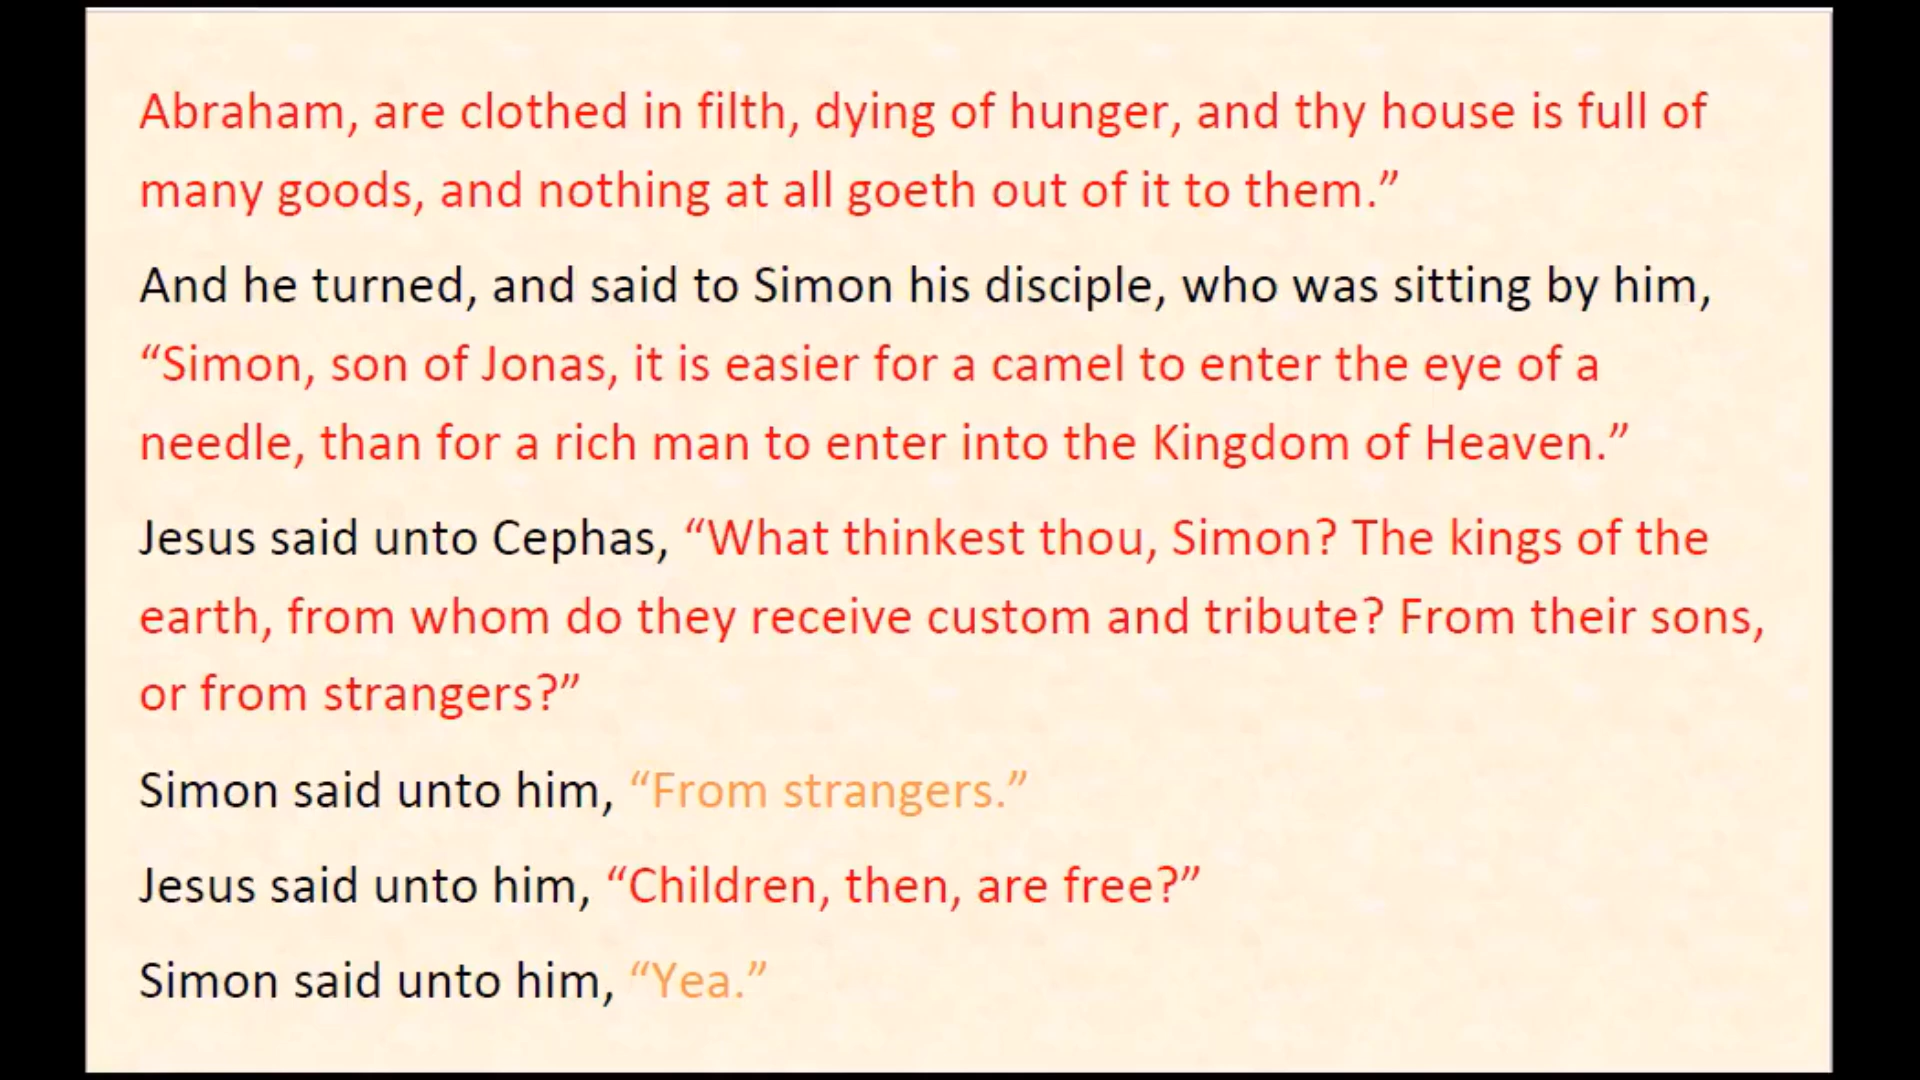 Abraham, are clothed in filth, dying of hunger, and thy house is full of
many goods, and nothing at all goeth out of it to them.”
And he turned, and said to Simon his disciple, who was sitting by him,
“Simon, son of Jonas, it is easier for a camel to enter the eye of a
needle, than for a rich man to enter into the Kingdom of Heaven.”
Jesus said unto Cephas, “What thinkest thou, Simon? The kings of the
earth, from whom do they receive custom and tribute? From their sons,
or from strangers?”
Simon said unto him, “From strangers.”
Jesus said unto him, “Children, then, are free?”
Simon said unto him, “Yea.”